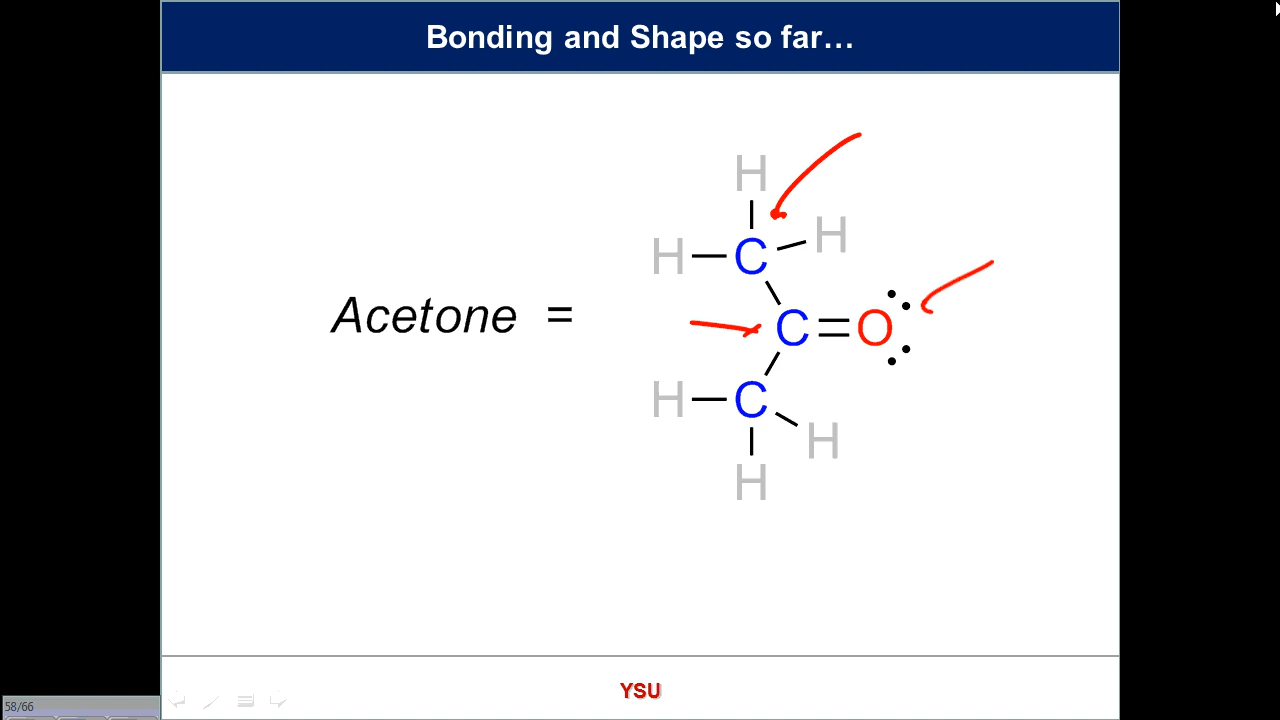 Bonding and Shape so far…
H
H
H C
Acetone = C=O
H C
H
H
YSU
58/66